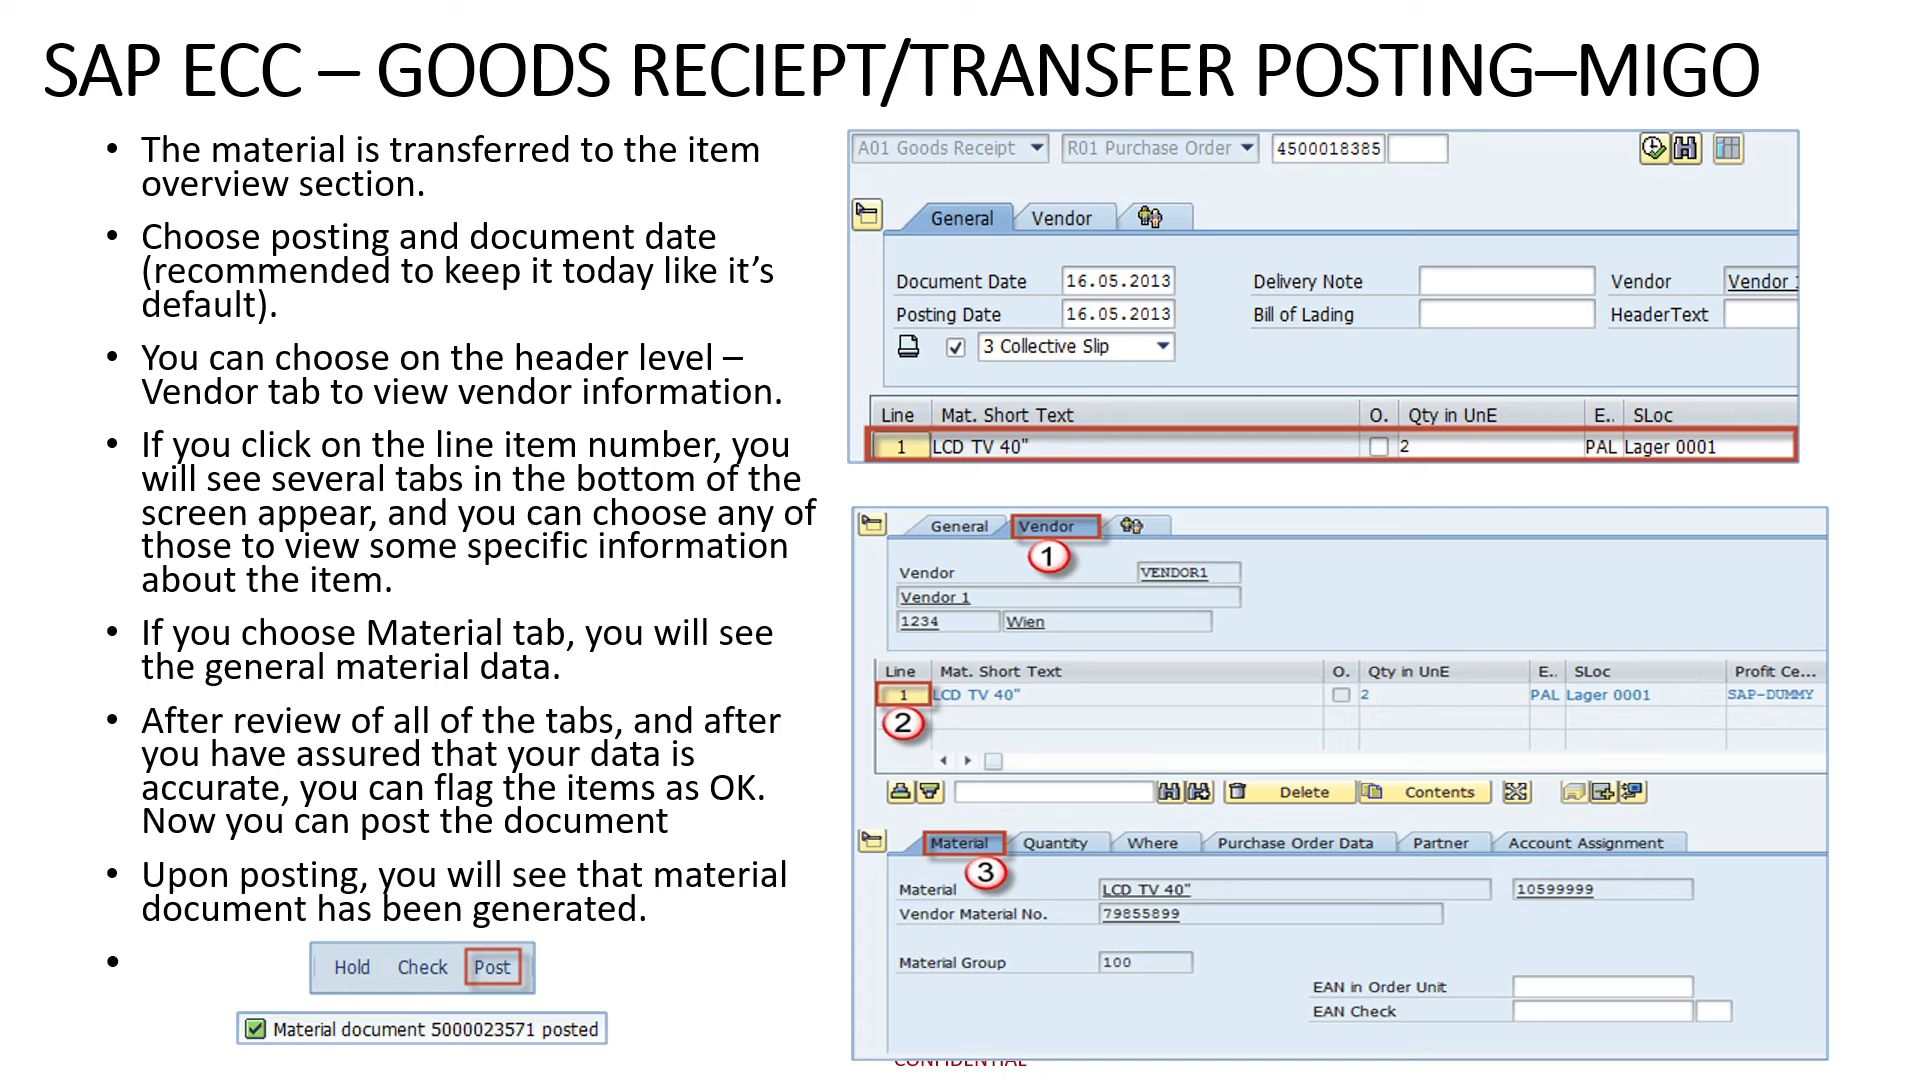 SAP ECC – GOODS RECIEPT/TRANSFER POSTING–MIGO
• The material is transferred to the item
overview section.
• Choose posting and document date
(recommended to keep it today like it’s
default).
• You can choose on the header level –
Vendor tab to view vendor information.
• If you click on the line item number, you
will see several tabs in the bottom of the
screen appear, and you can choose any of
those to view some specific information
about the item.
• If you choose Material tab, you will see
the general material data.
• After review of all of the tabs, and after
you have assured that your data is
accurate, you can flag the items as OK.
Now you can post the document
• Upon posting, you will see that material
document has been generated.
•
Hold Check Post
Material document 5000023571 posted
A01 Goods Receipt R01 Purchase Order 4500018385
General Vendor
Document Date 16.05.2013 Delivery Note Vendor Vendor 1
Posting Date 16.05.2013 Bill of Lading HeaderText
3 Collective Slip
Line Mat. Short Text O. Qty in UnE E.. SLoc
1 LCD TV 40" 2 PAL Lager 0001
General Vendor
1
Vendor VENDOR1
Vendor 1
1234 Wien
Line Mat. Short Text O. Qty in UnE E.. SLoc Profit Ce...
1 LCD TV 40" 2 PAL Lager 0001 SAP-DUMMY
2
Delete Contents
Material Quantity Where Purchase Order Data Partner Account Assignment
3
Material LCD TV 40" 10599999
Vendor Material No. 79855899
Material Group 100
EAN in Order Unit
EAN Check
CONFIDENTIAL